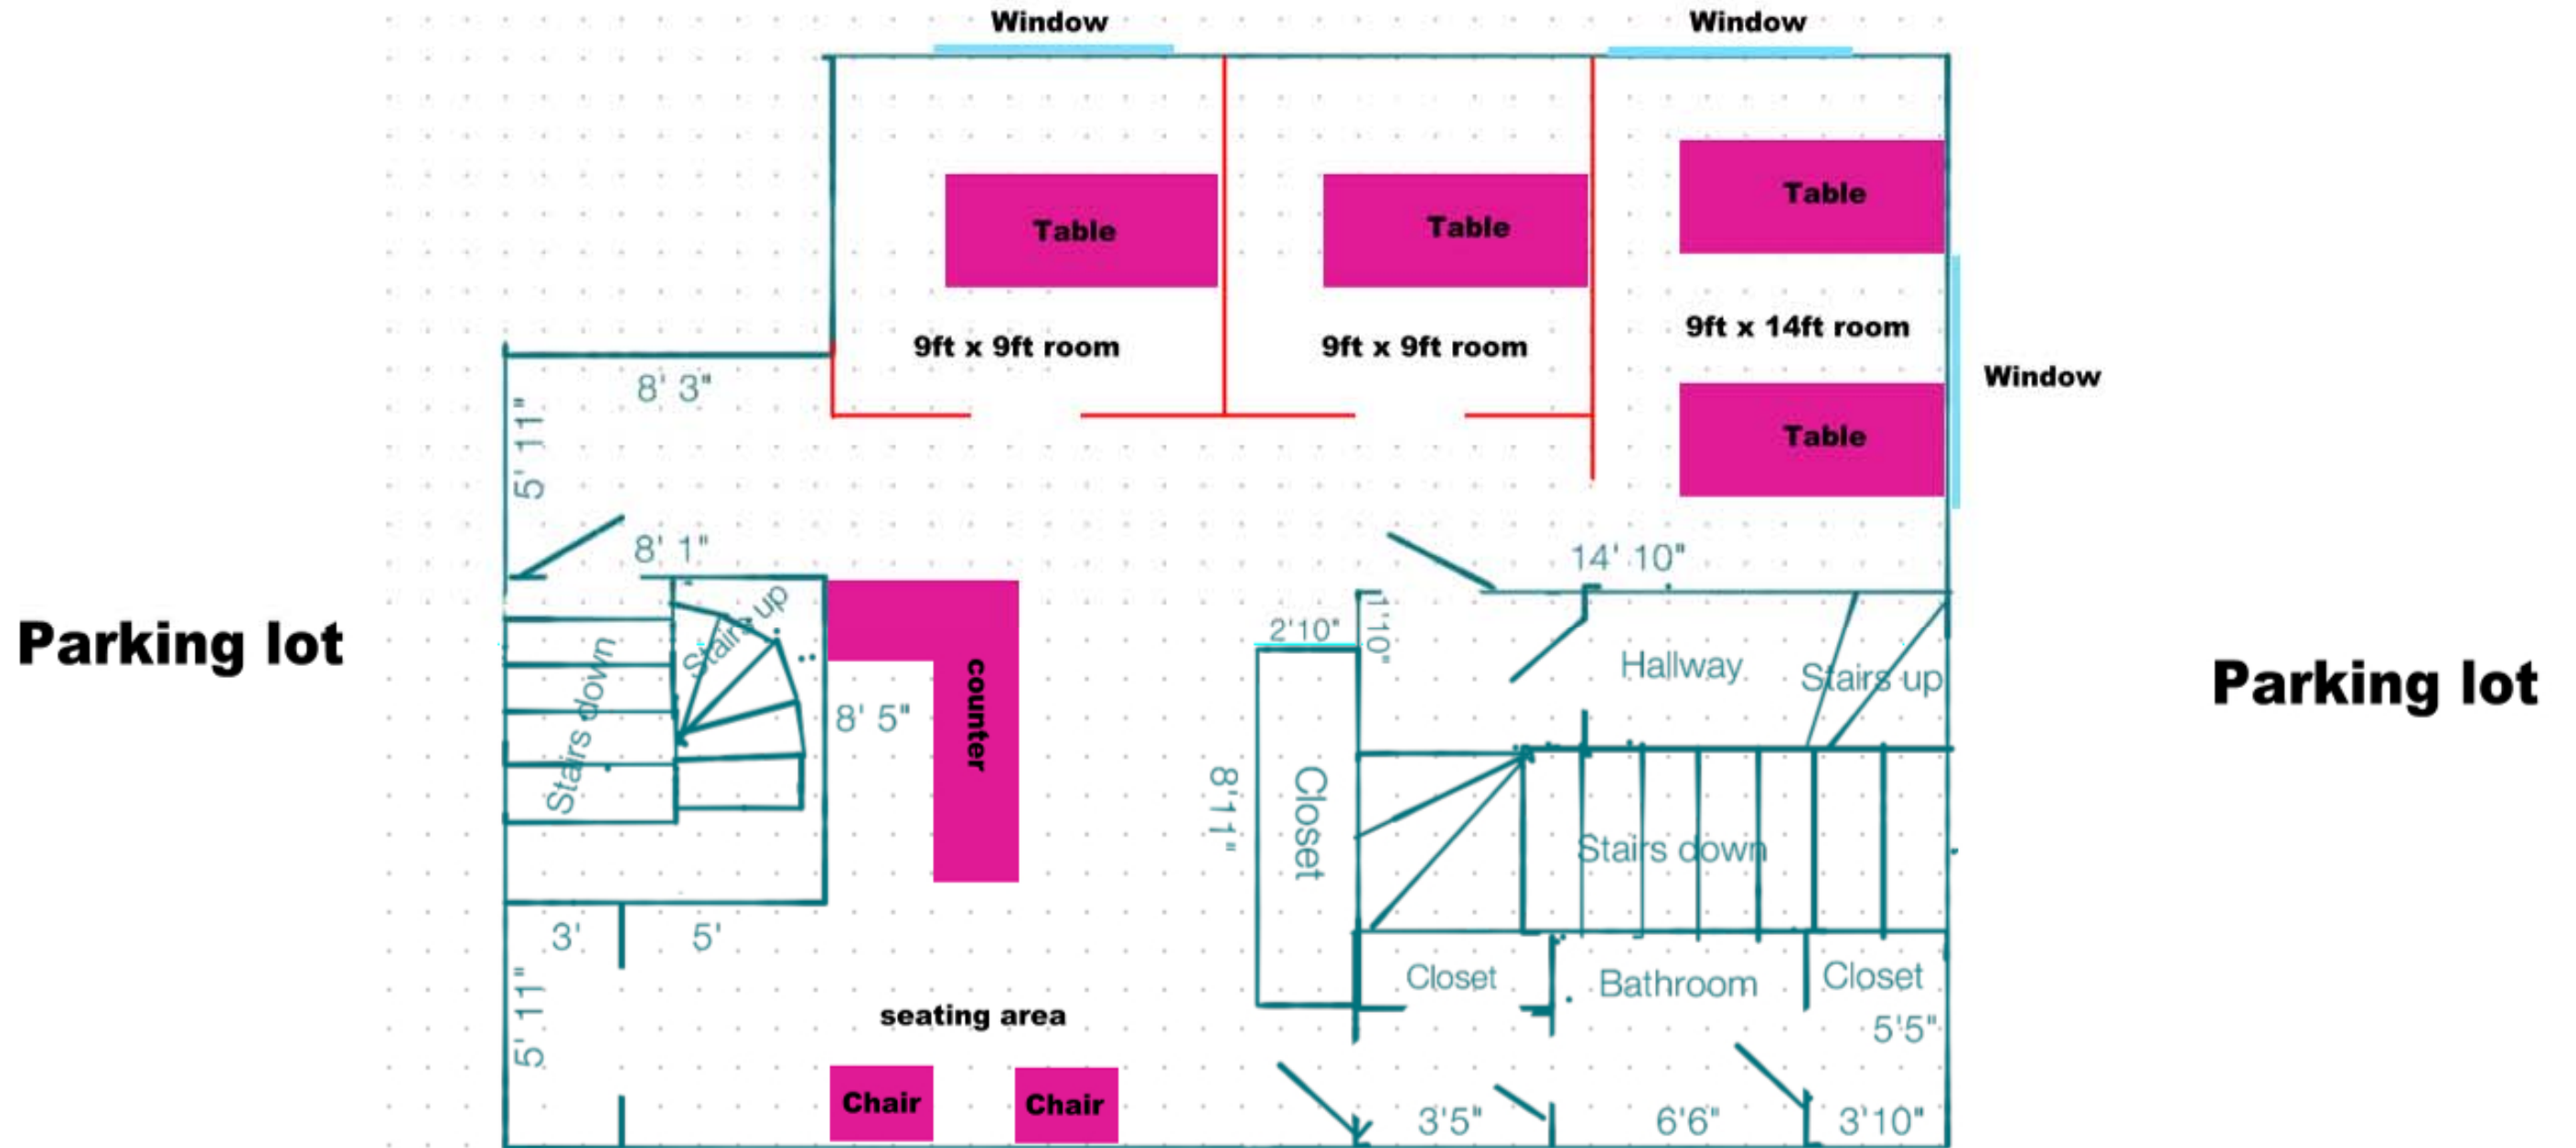 Window
Window
Table
Table
Table
9ft x 9ft room
9ft x 9ft room
9ft x 14ft room
Window
8' 3"
5' 11"
Table
8' 1"
14' 10"
Parking lot
Stairs down
Stairs up
counter
8' 5"
2'10"
1'10"
Closet
8'11"
Hallway
Stairs up
Parking lot
Stairs down
3'
5'
5' 11"
seating area
Closet
Bathroom
Closet
5'5"
Chair
Chair
3'5"
6'6"
3'10"